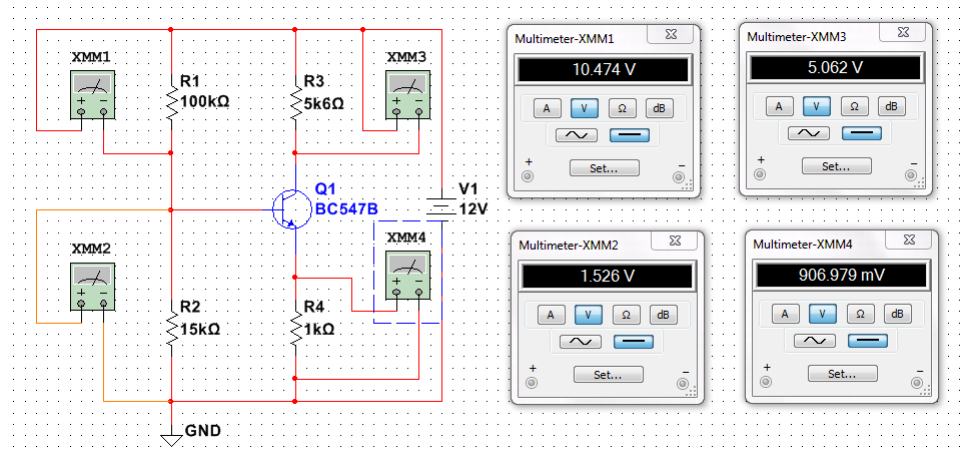 XMM1
R1
100kΩ
R3
5k6Ω
XMM3
Q1
BC547B
V1
12V
XMM2
R2
15kΩ
XMM4
R4
1kΩ
GND
Multimeter-XMM1
10.474 V
A V Ω dB
Set...
+ -
Multimeter-XMM3
5.062 V
A V Ω dB
Set...
+ -
Multimeter-XMM2
1.526 V
A V Ω dB
Set...
+ -
Multimeter-XMM4
906.979 mV
A V Ω dB
Set...
+ -